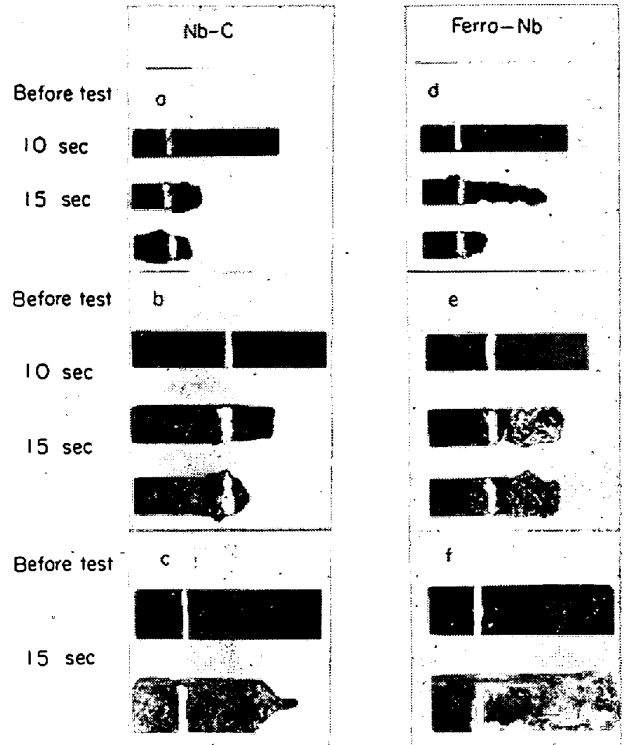 Nb-C Ferro-Nb
Before test a d
10 sec
15 sec
Before test b e
10 sec
15 sec
Before test c f
15 sec